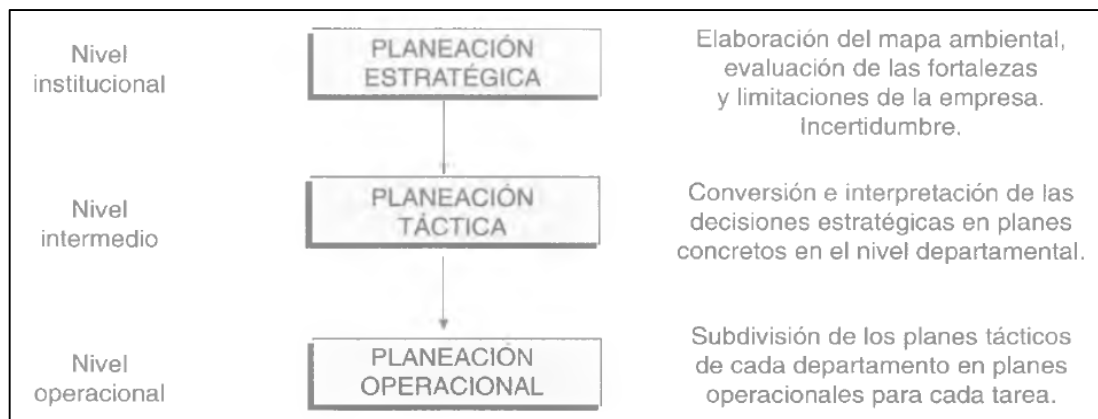 Nivel
institucional
PLANEACIÓN
ESTRATÉGICA
Elaboración del mapa ambiental,
evaluación de las fortalezas
y limitaciones de la empresa.
Incertidumbre.
Nivel
intermedio
PLANEACIÓN
TÁCTICA
Conversión e interpretación de las
decisiones estratégicas en planes
concretos en el nivel departamental.
Nivel
operacional
PLANEACIÓN
OPERACIONAL
Subdivisión de los planes tácticos
de cada departamento en planes
operacionales para cada tarea.